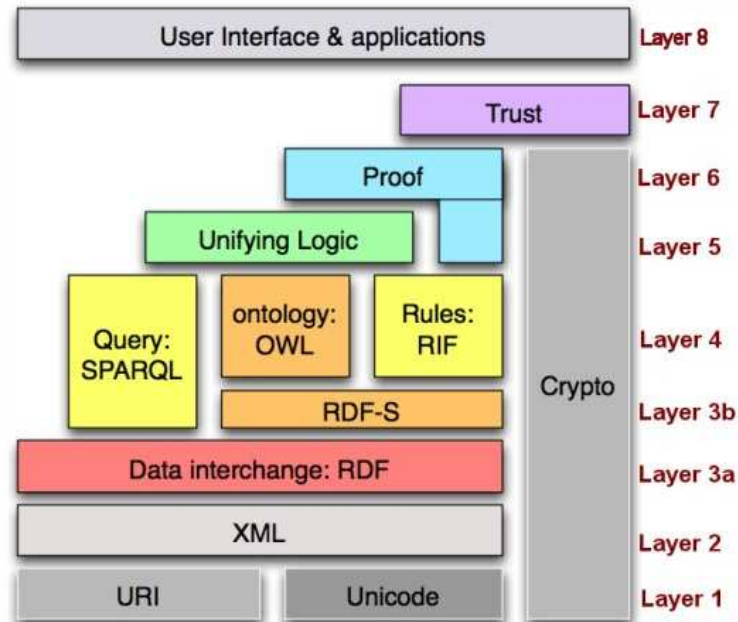 User Interface & applications
Layer 8
Trust
Layer 7
Proof
Layer 6
Unifying Logic
Layer 5
Query:
SPARQL
ontology:
OWL
Rules:
RIF
Layer 4
Crypto
RDF-S
Layer 3b
Data interchange: RDF
Layer 3a
XML
Layer 2
URI
Unicode
Layer 1